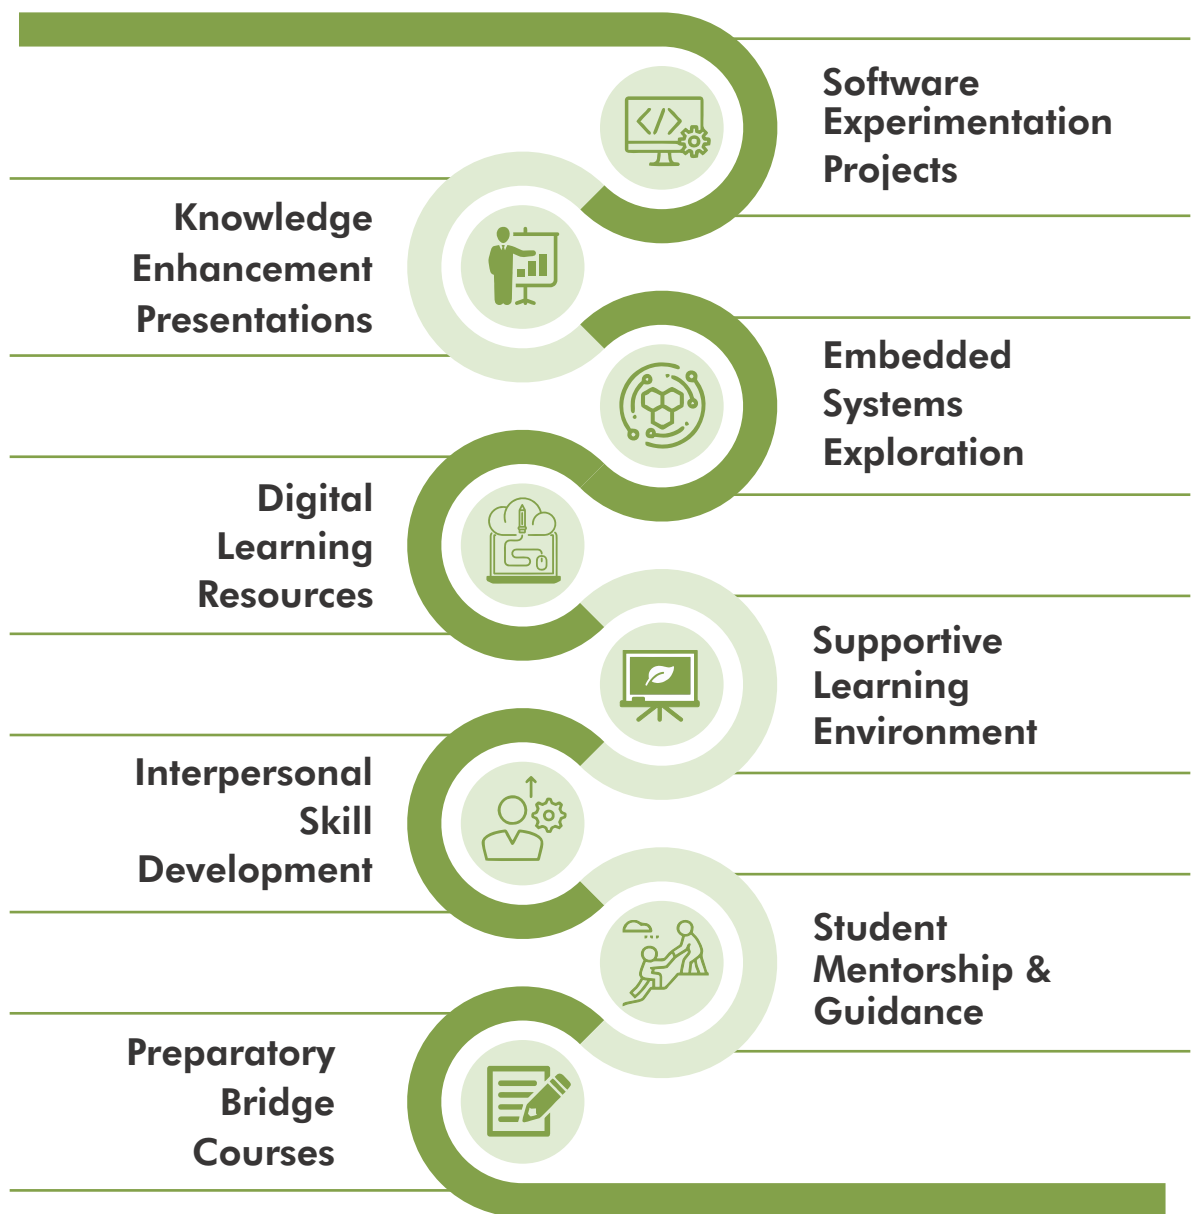 Software
Experimentation
Projects
Knowledge
Enhancement
Presentations
Embedded
Systems
Exploration
Digital
Learning
Resources
Supportive
Learning
Environment
Interpersonal
Skill
Development
Student
Mentorship &
Guidance
Preparatory
Bridge
Courses